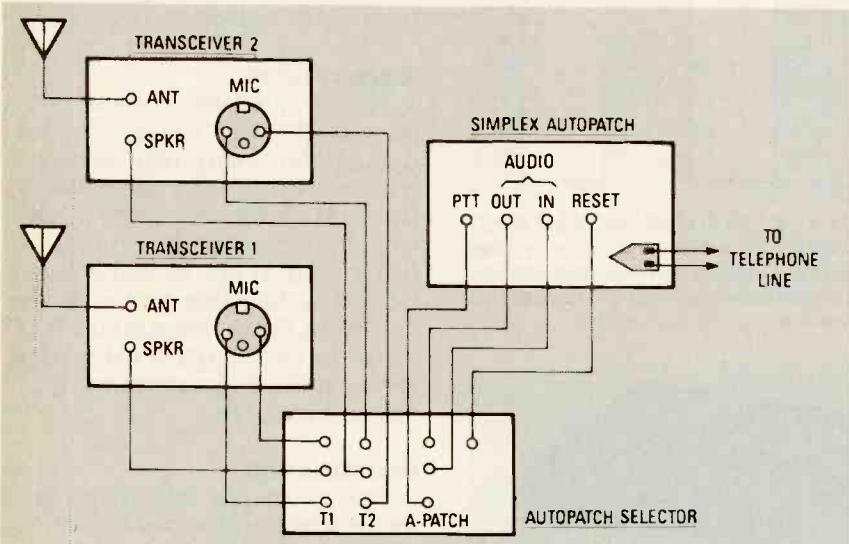 TRANSCEIVER 2
ANT
MIC
SPKR
TRANSCEIVER 1
ANT
MIC
SPKR
SIMPLEX AUTOPATCH
AUDIO
PTT OUT IN RESET
TO
TELEPHONE
LINE
T1 T2 A-PATCH
AUTOPATCH SELECTOR